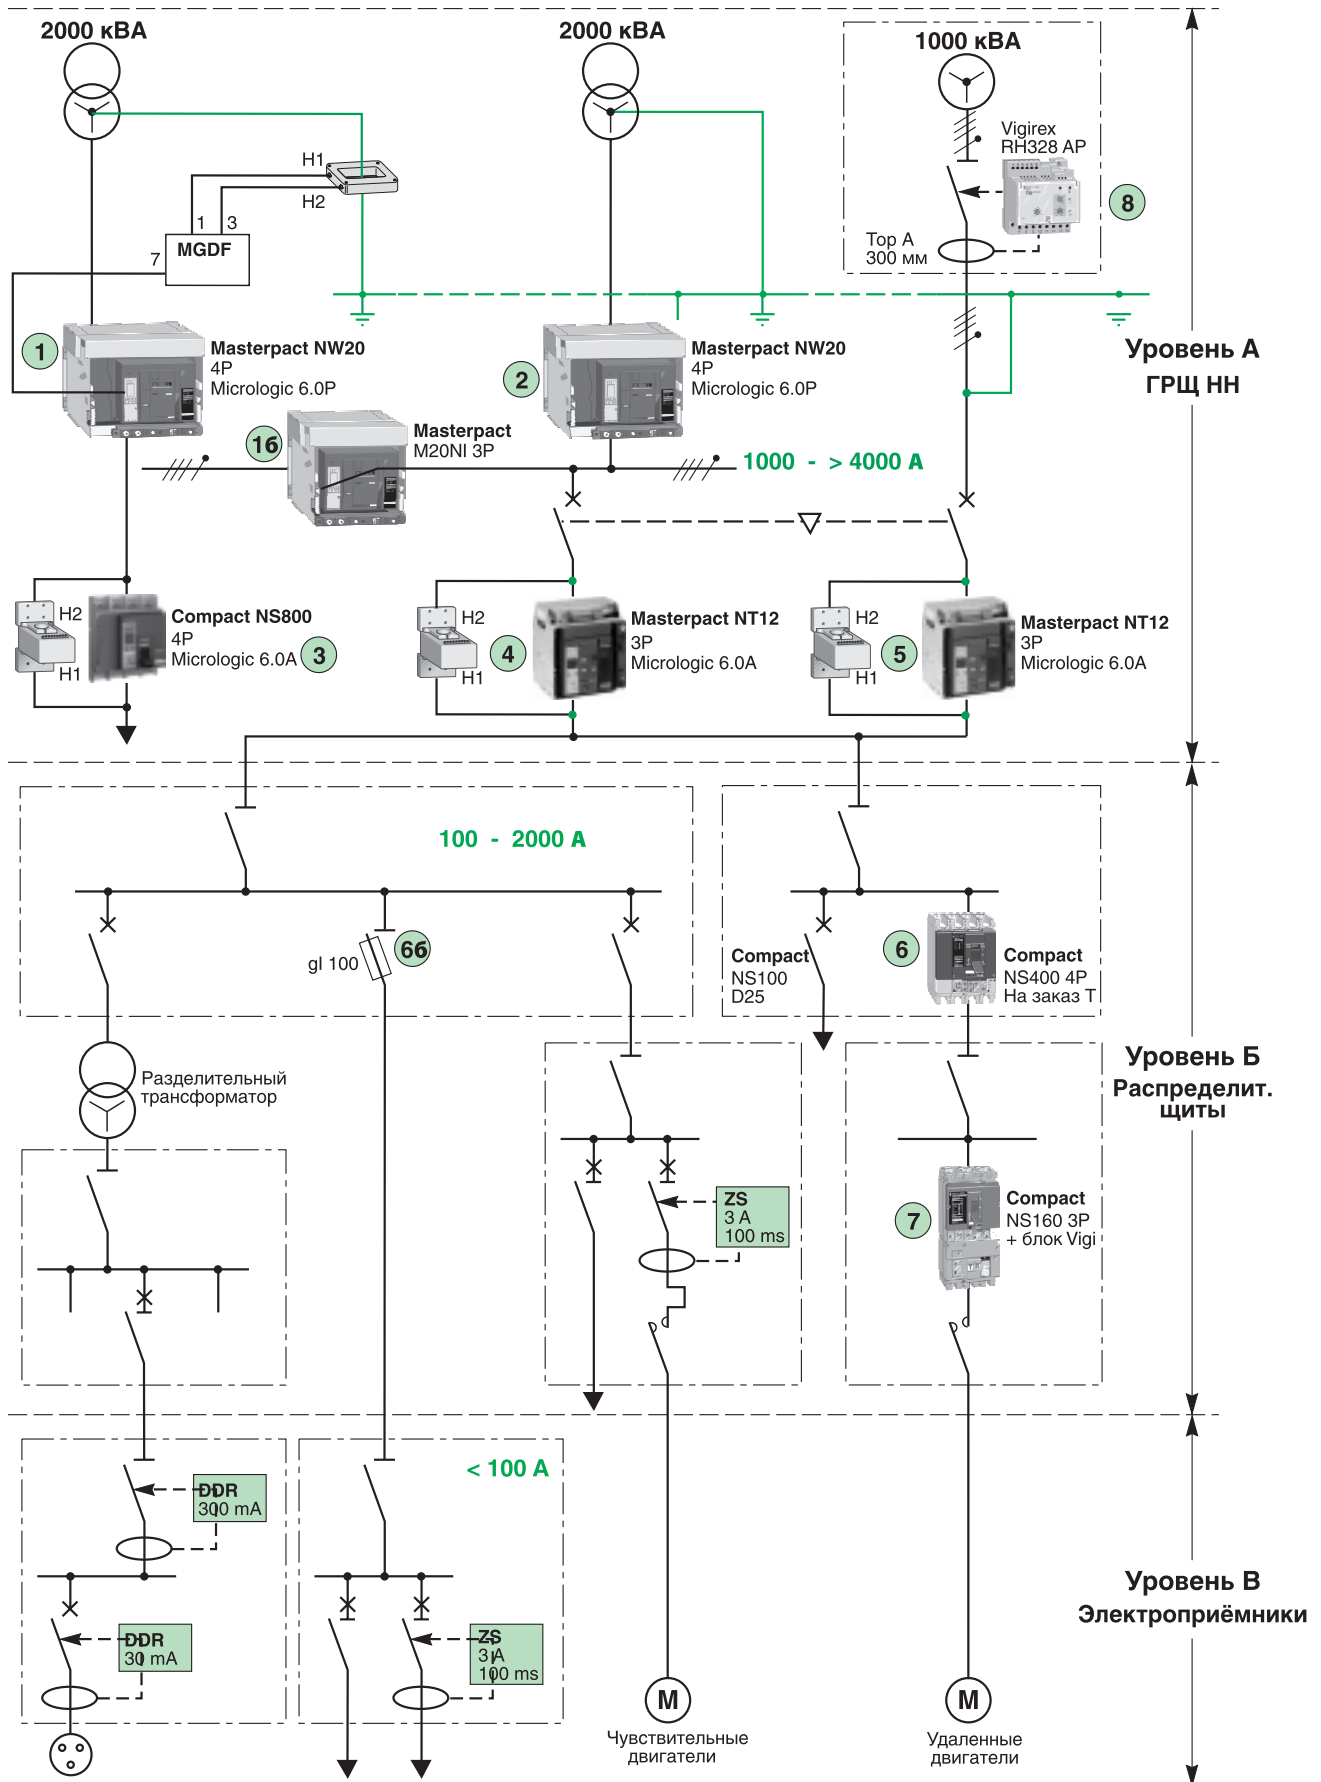 2000 кВА
2000 кВА
1000 кВА
Vigirex
RH328 AP
H1
H2
8
1 3
MGDF
7
Top A
300 мм
1
Masterpact NW20
4P
Micrologic 6.0P
2
Masterpact NW20
4P
Micrologic 6.0P
Уровень А
ГРЩ НН
1б
Masterpact
M20NI 3P
1000 - > 4000 А
H2
H1
Compact NS800
4P
Micrologic 6.0A
3
H2
H1
4
Masterpact NT12
3P
Micrologic 6.0A
H2
H1
5
Masterpact NT12
3P
Micrologic 6.0A
100 - 2000 А
gl 100
6б
Compact
NS100
D25
6
Compact
NS400 4P
На заказ Т
Уровень Б
Распределит.
щиты
Разделительный
трансформатор
ZS
3 A
100 ms
7
Compact
NS160 3P
+ блок Vigi
< 100 А
DDR
300 mA
DDR
30 mA
ZS
3 A
100 ms
Уровень В
Электроприёмники
M
Чувствительные
двигатели
M
Удаленные
двигатели